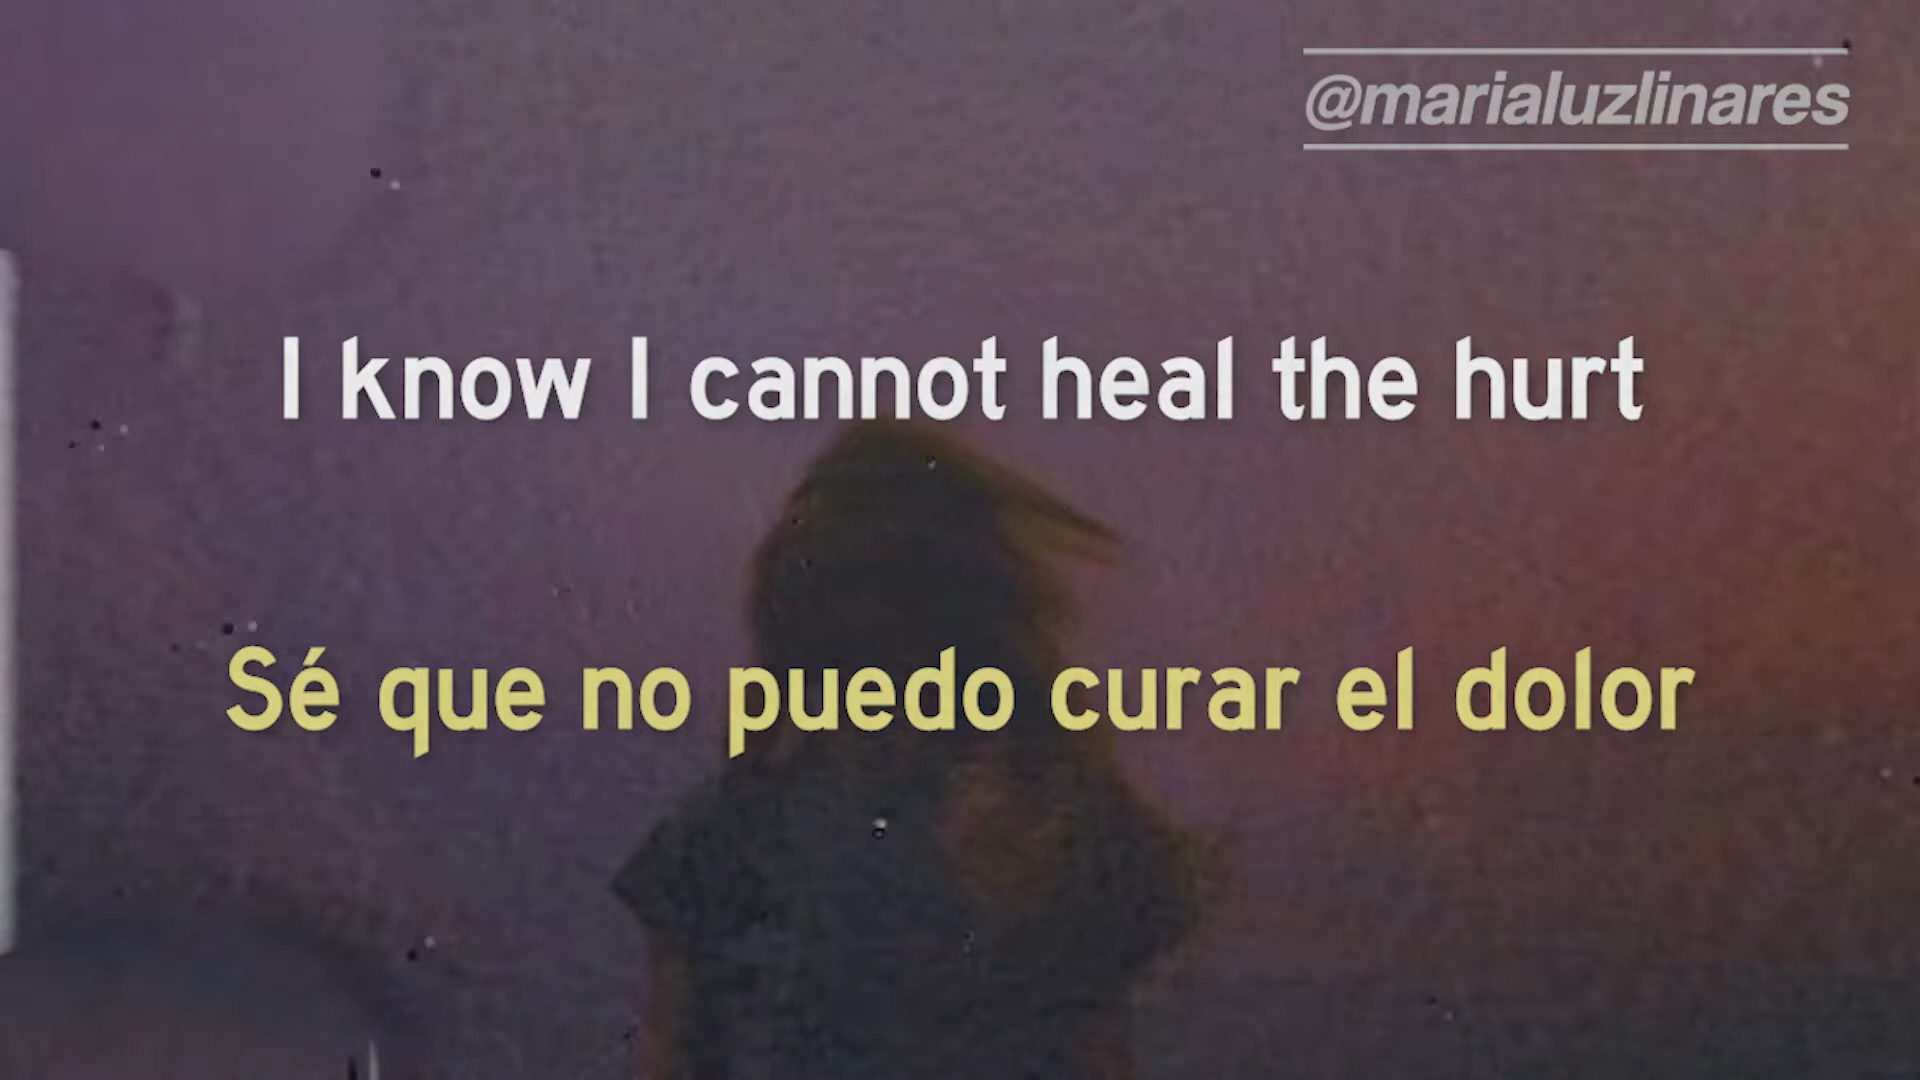 @marialuzlinares
I know I cannot heal the hurt
Sé que no puedo curar el dolor